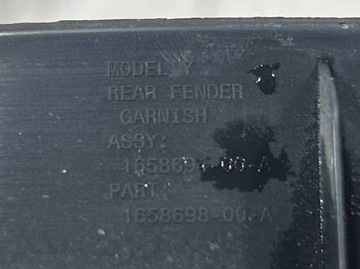 MODEL Y
REAR FENDER
GARNISH
ASSY:
PART:
1658698-00-A